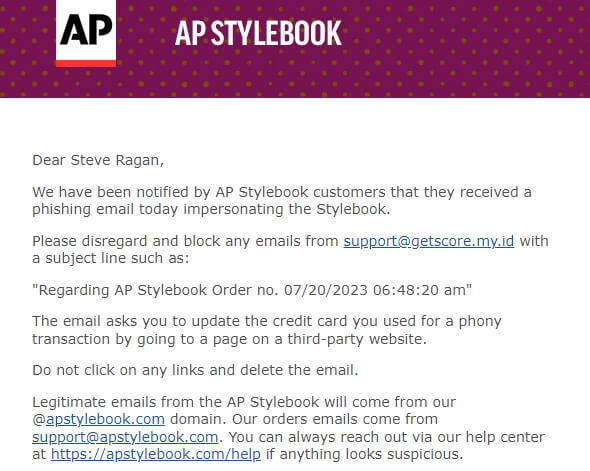 AP AP STYLEBOOK
Dear Steve Ragan,
We have been notified by AP Stylebook customers that they received a
phishing email today impersonating the Stylebook.
Please disregard and block any emails from support@getscore.my.id with
a subject line such as:
"Regarding AP Stylebook Order no. 07/20/2023 06:48:20 am"
The email asks you to update the credit card you used for a phony
transaction by going to a page on a third-party website.
Do not click on any links and delete the email.
Legitimate emails from the AP Stylebook will come from our
@apstylebook.com domain. Our orders emails come from
support@apstylebook.com. You can always reach out via our help center
at https://apstylebook.com/help if anything looks suspicious.